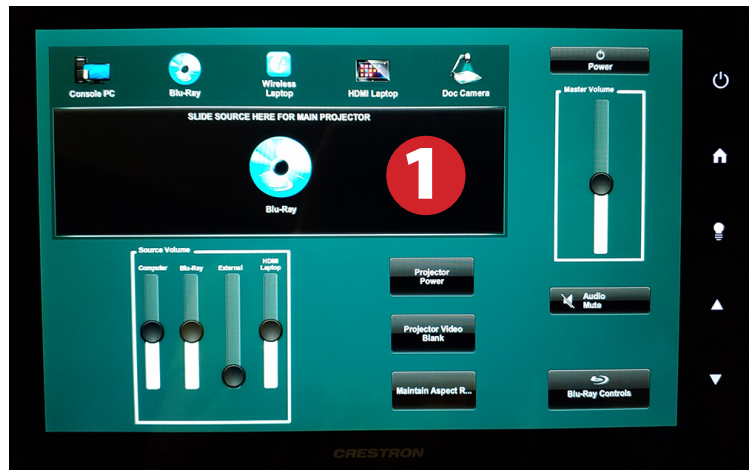 Console PC
Blu-Ray
Wireless
Laptop
HDMI Laptop
Doc Camera
Power
SLIDE SOURCE HERE FOR MAIN PROJECTOR
1
Blu-Ray
Master Volume
Source Volume
Computer
Blu-Ray
External
HDMI
Laptop
Projector
Power
Projector Video
Blank
Maintain Aspect R...
Audio
Mute
Blu-Ray Controls
CRESTRON